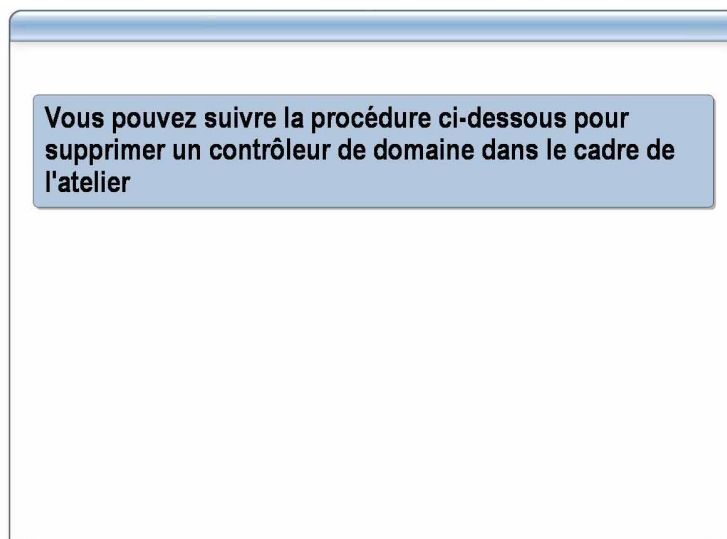 Vous pouvez suivre la procédure ci-dessous pour
supprimer un contrôleur de domaine dans le cadre de
l'atelier